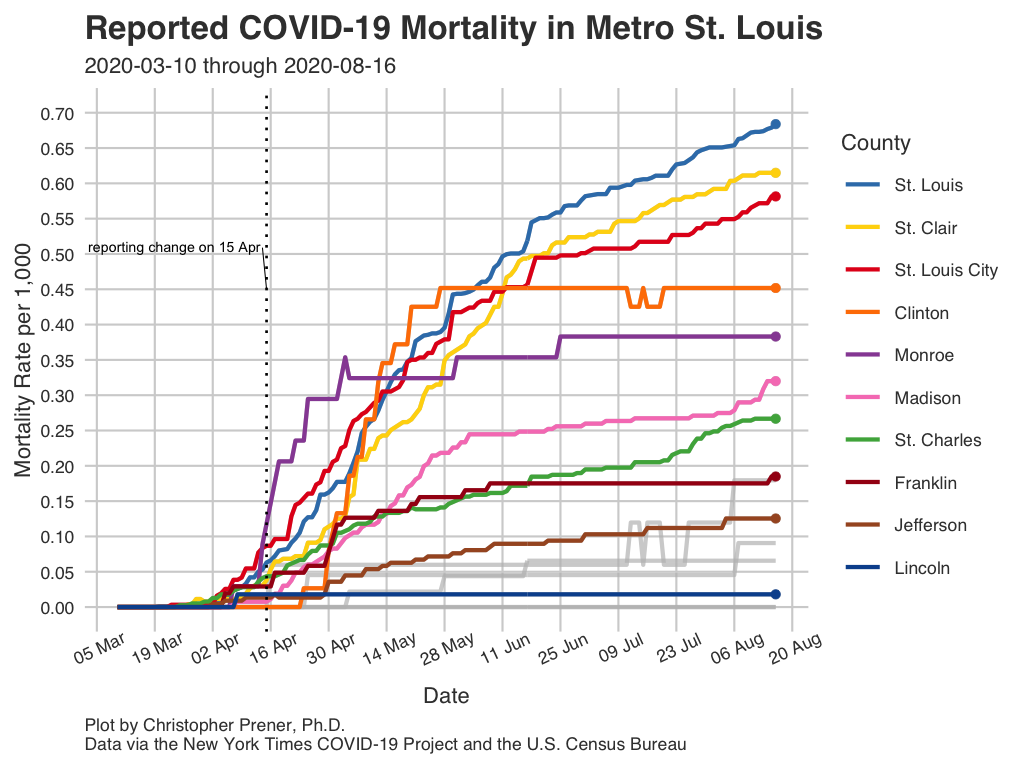 Reported COVID-19 Mortality in Metro St. Louis
2020-03-10 through 2020-08-16
Mortality Rate per 1,000
0.70
0.65
0.60
0.55
0.50
0.45
0.40
0.35
0.30
0.25
0.20
0.15
0.10
0.05
0.00
reporting change on 15 Apr
05 Mar
19 Mar
02 Apr
16 Apr
30 Apr
14 May
28 May
11 Jun
25 Jun
09 Jul
23 Jul
06 Aug
20 Aug
Date
County
St. Louis
St. Clair
St. Louis City
Clinton
Monroe
Madison
St. Charles
Franklin
Jefferson
Lincoln
Plot by Christopher Prener, Ph.D.
Data via the New York Times COVID-19 Project and the U.S. Census Bureau